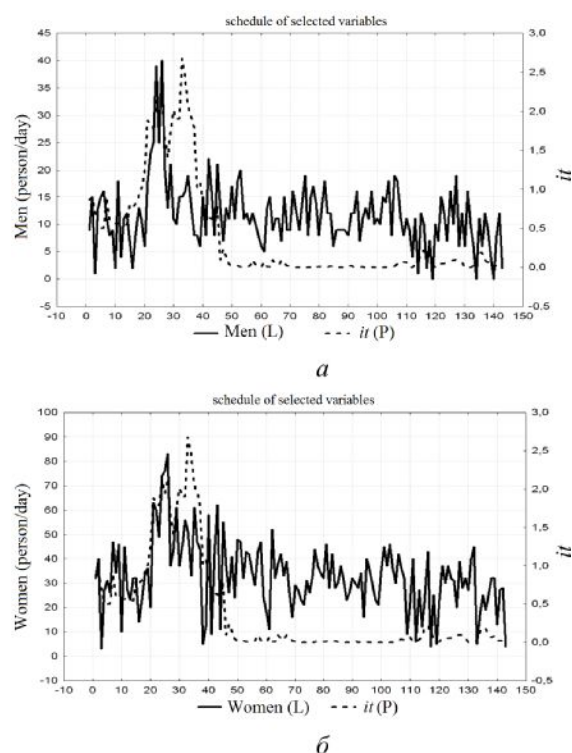 schedule of selected variables
45 3,0
40 2,5
35
30 2,0
25 1,5
20
15 1,0
10 0,5
5
0 0,0
-5 -0,5
Men (person/day)
it
-10 0 10 20 30 40 50 60 70 80 90 100 110 120 130 140 150
Men (L) it (P)
а
schedule of selected variables
100 3,0
90
80 2,5
70 2,0
60
50 1,5
40 1,0
30
20 0,5
10
0 0,0
-10 -0,5
Women (person/day)
it
-10 0 10 20 30 40 50 60 70 80 90 100 110 120 130 140 150
Women (L) it (P)
б